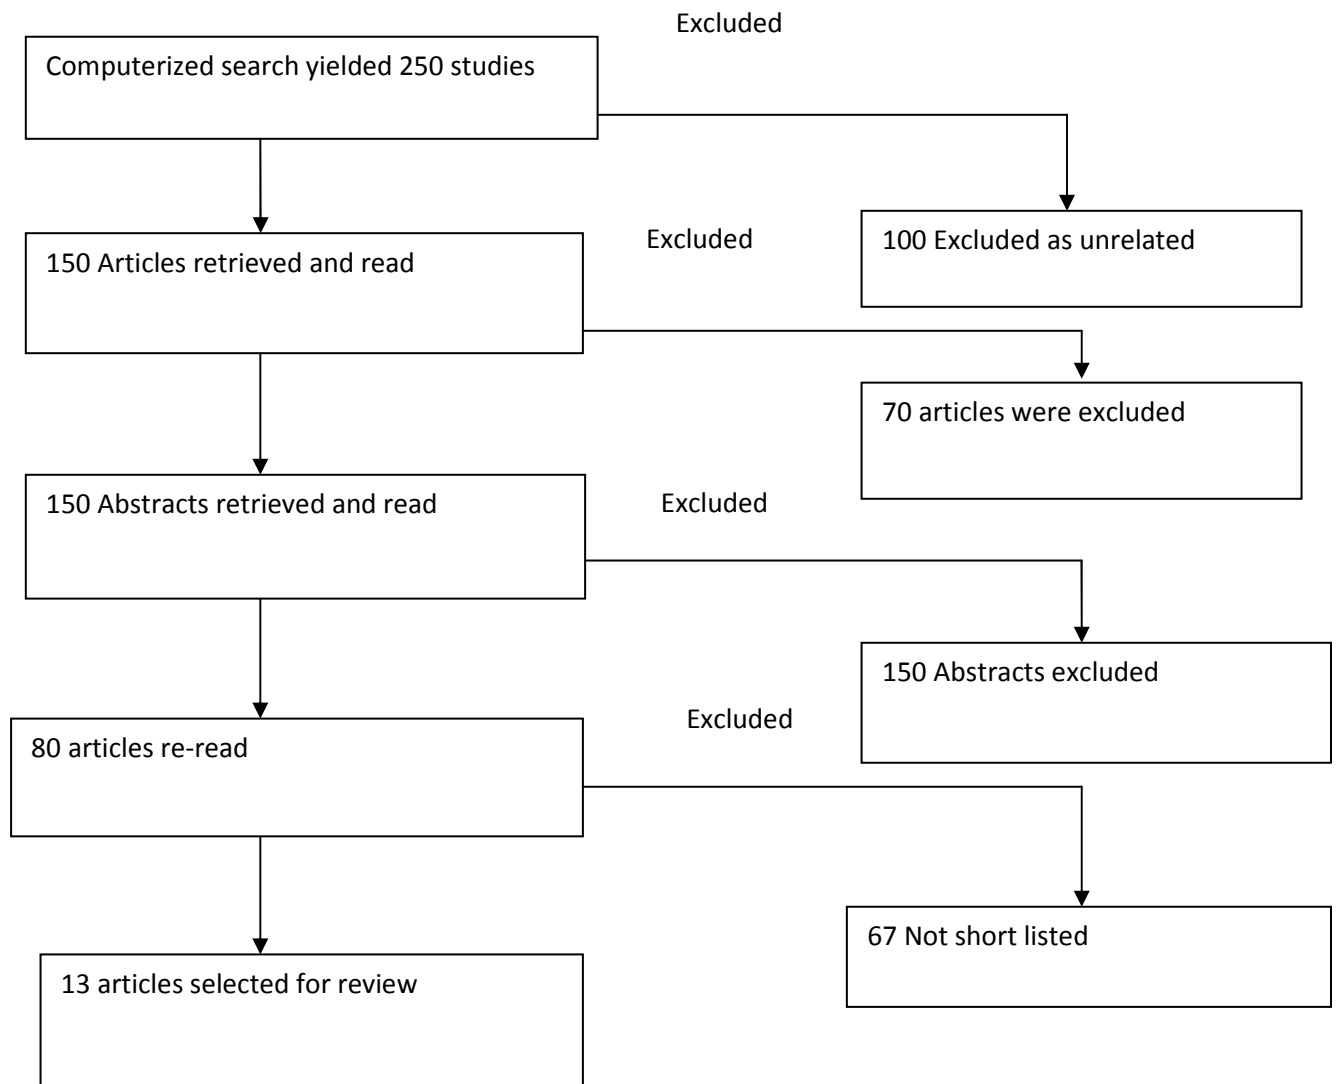 Excluded
Computerized search yielded 250 studies
100 Excluded as unrelated
Excluded
150 Articles retrieved and read
70 articles were excluded
150 Abstracts retrieved and read
Excluded
150 Abstracts excluded
Excluded
80 articles re-read
67 Not short listed
13 articles selected for review